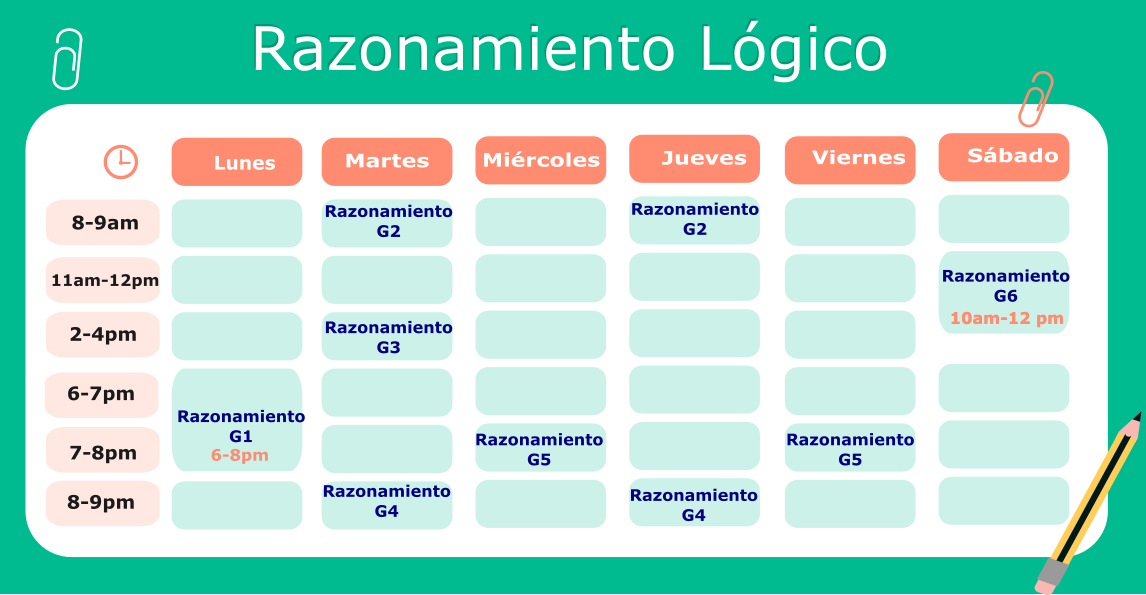 Razonamiento Lógico
Lunes
Martes
Miércoles
Jueves
Viernes
Sábado
8-9am
Razonamiento
G2
Razonamiento
G2
11am-12pm
Razonamiento
G6
10am-12 pm
2-4pm
Razonamiento
G3
6-7pm
Razonamiento
G1
6-8pm
7-8pm
Razonamiento
G5
Razonamiento
G5
8-9pm
Razonamiento
G4
Razonamiento
G4